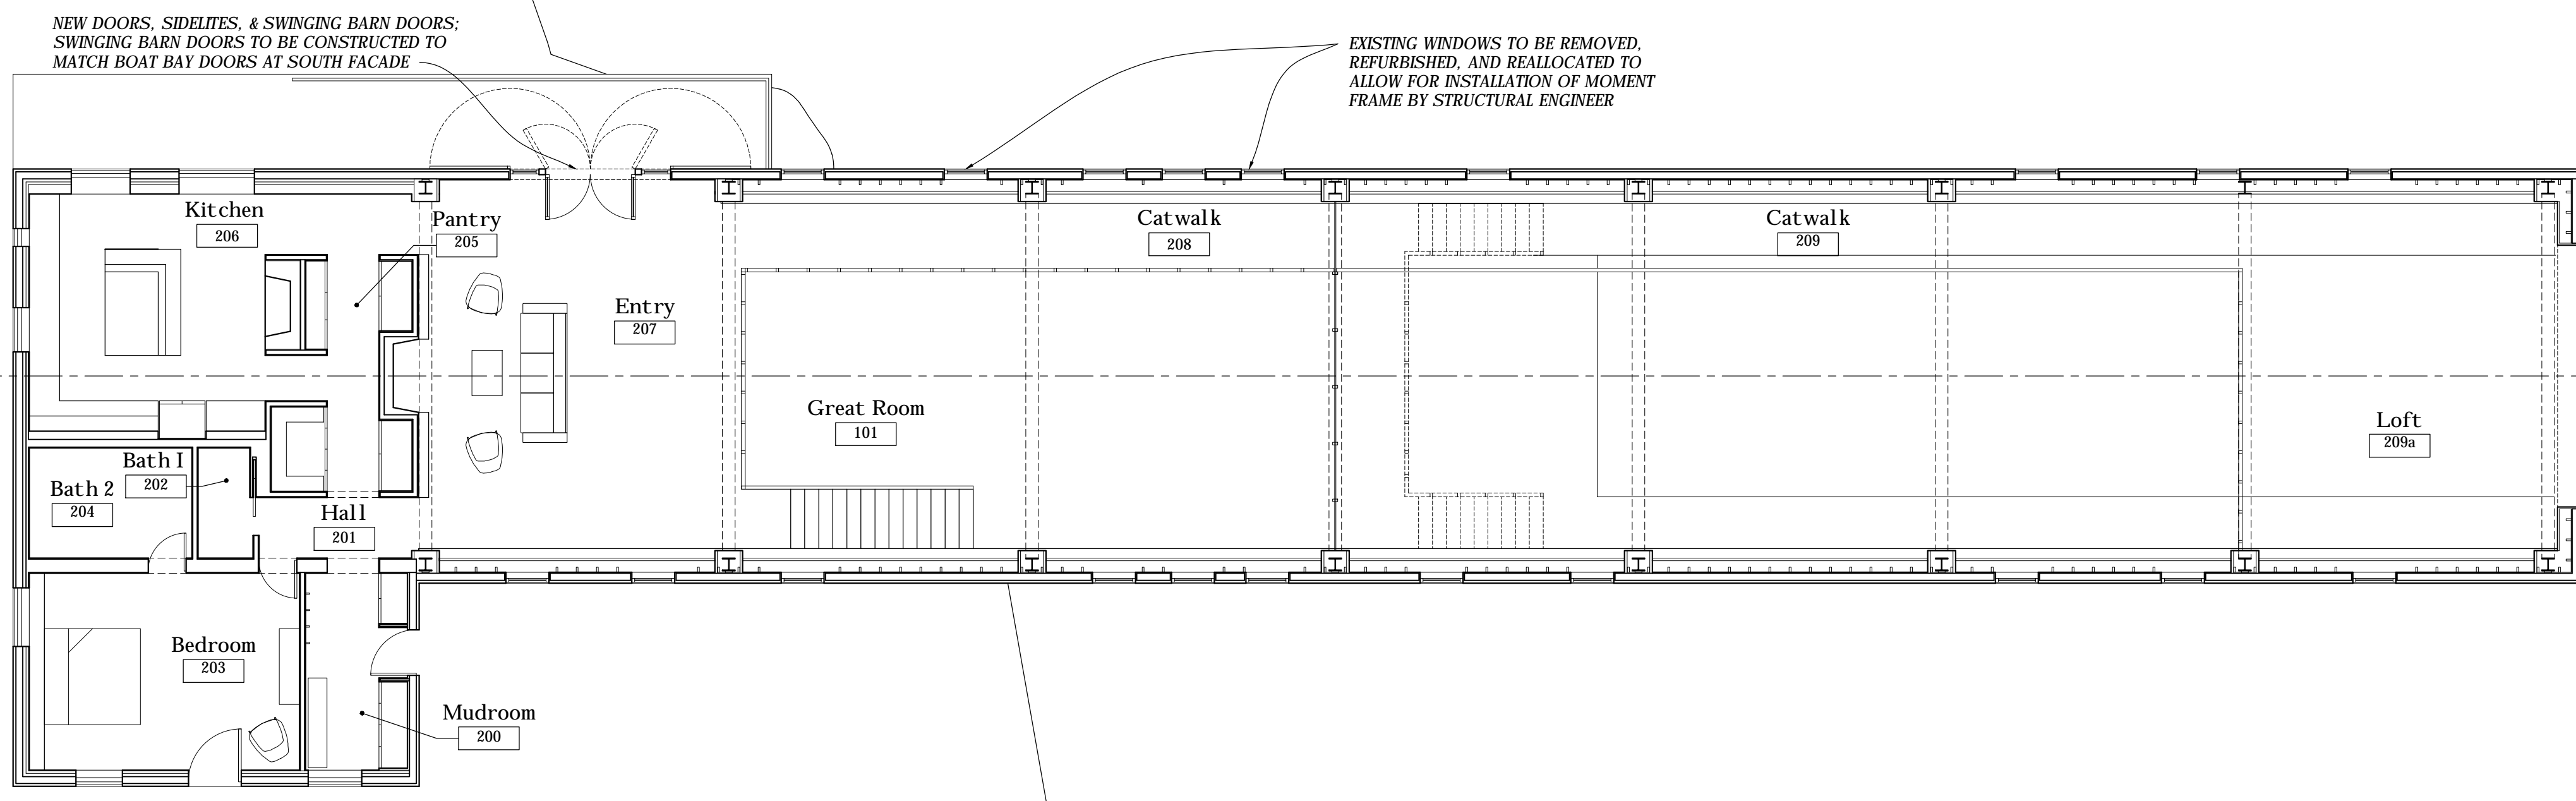 NEW DOORS, SIDELITES, & SWINGING BARN DOORS;
SWINGING BARN DOORS TO BE CONSTRUCTED TO
MATCH BOAT BAY DOORS AT SOUTH FACADE
EXISTING WINDOWS TO BE REMOVED,
REFURBISHED, AND REALLOCATED TO
ALLOW FOR INSTALLATION OF MOMENT
FRAME BY STRUCTURAL ENGINEER
Kitchen
206
Pantry
205
Catwalk
208
Catwalk
209
Entry
207
Great Room
101
Loft
209a
Bath I
202
Bath 2
204
Hall
201
Bedroom
203
Mudroom
200